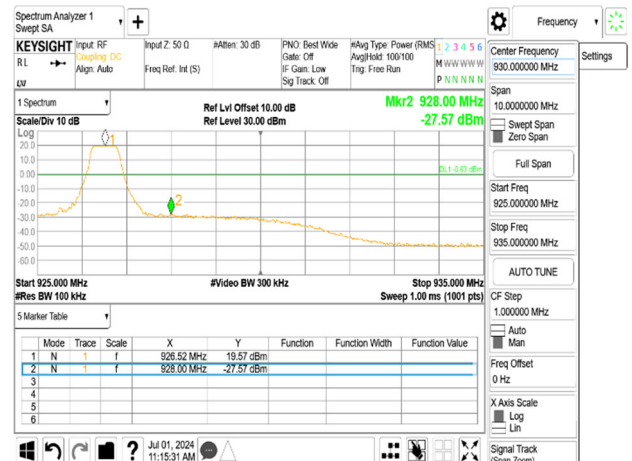 Spectrum Analyzer 1
Swept SA
Frequency
KEYSIGHT
RL
Input: RF
Coupling: DC
Align: Auto
Input Z: 50 Ω
Freq Ref: Int (S)
#Atten: 30 dB
PNO: Best Wide
Gate: Off
IF Gain: Low
Sig Track: Off
#Avg Type: Power (RMS
Avg|Hold: 100/100
Trig: Free Run
1 2 3 4 5 6
M W W W W W
P N N N N N
1 Spectrum
Scale/Div 10 dB
Ref Lvl Offset 10.00 dB
Ref Level 30.00 dBm
Mkr2 928.00 MHz
-27.57 dBm
Log
20.0
10.0
0.00
-10.0
-20.0
-30.0
-40.0
-50.0
-60.0
1
2
DL1 -0.63 dBm
Start 925.000 MHz
#Res BW 100 kHz
#Video BW 300 kHz
Stop 935.000 MHz
Sweep 1.00 ms (1001 pts)
5 Marker Table
Mode Trace Scale X Y Function Function Width Function Value
1 N 1 f 926.52 MHz 19.57 dBm
2 N 1 f 928.00 MHz -27.57 dBm
3
4
5
6
Jul 01, 2024
11:15:31 AM
Center Frequency
930.000000 MHz
Settings
Span
10.0000000 MHz
Swept Span
Zero Span
Full Span
Start Freq
925.000000 MHz
Stop Freq
935.000000 MHz
AUTO TUNE
CF Step
1.000000 MHz
Auto
Man
Freq Offset
0 Hz
X Axis Scale
Log
Lin
Signal Track
(Span Zoom)